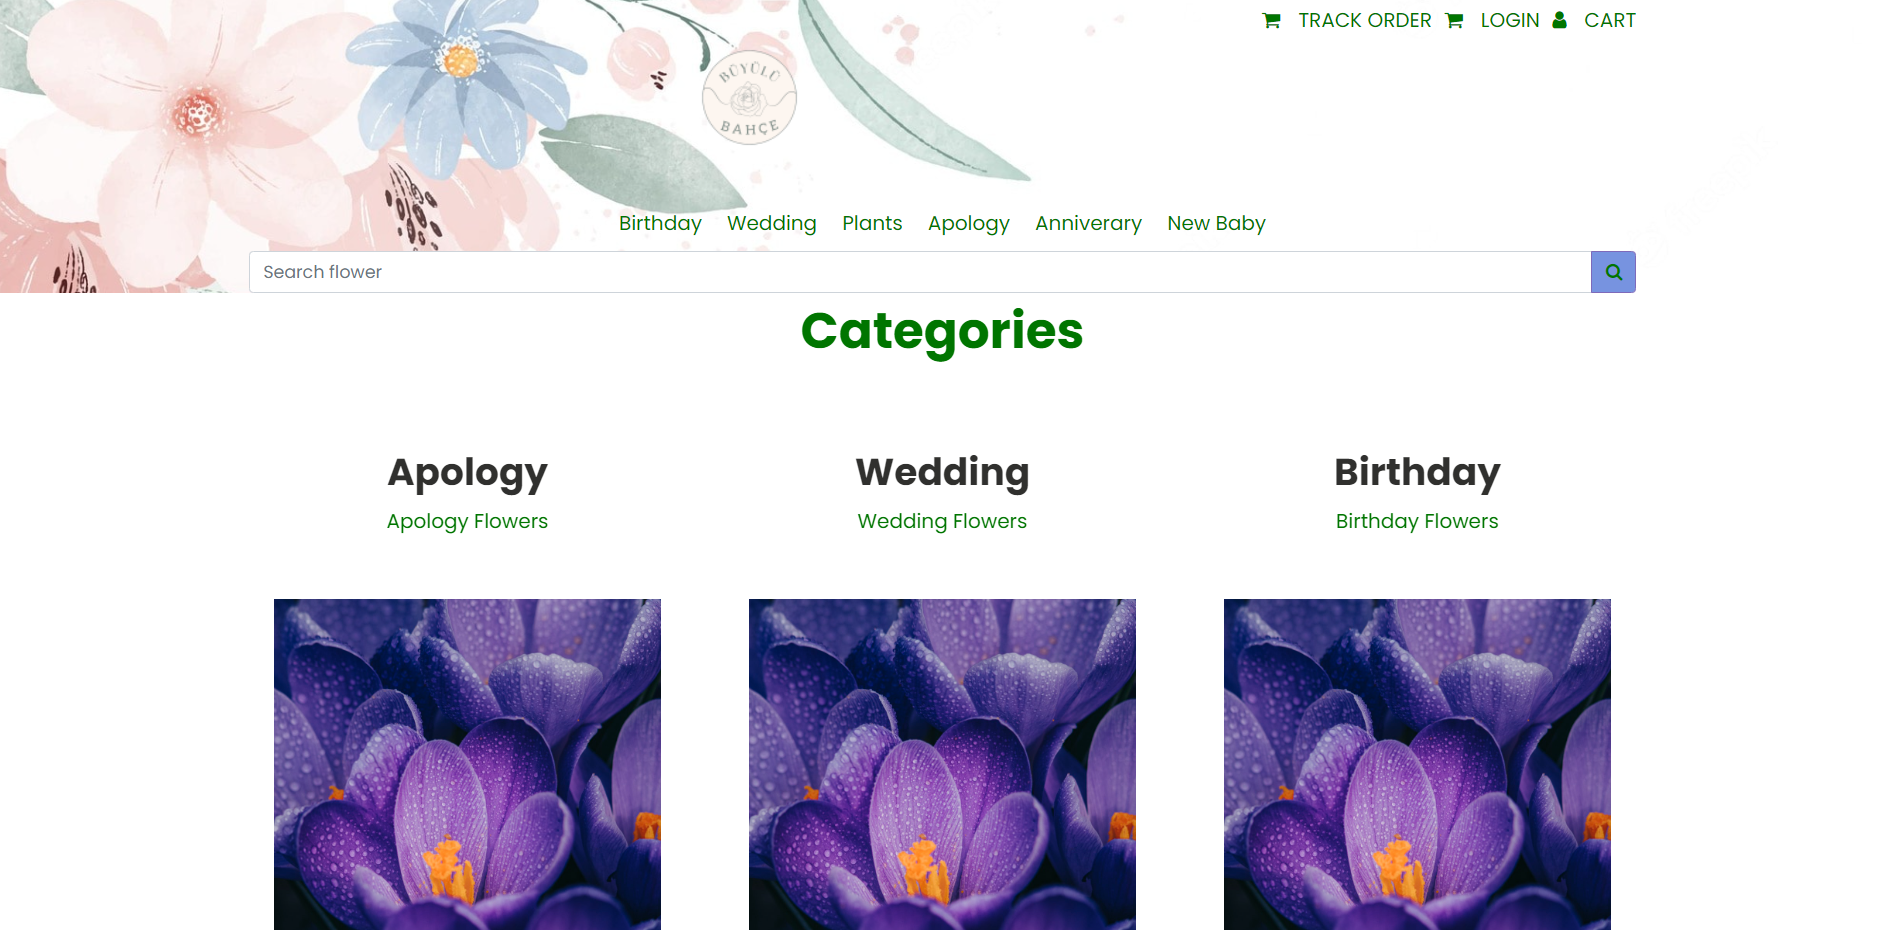 TRACK ORDER LOGIN CART
BÜYÜLÜ
BAHÇE
Birthday Wedding Plants Apology Anniverary New Baby
Search flower
Categories
Apology Wedding Birthday
Apology Flowers Wedding Flowers Birthday Flowers